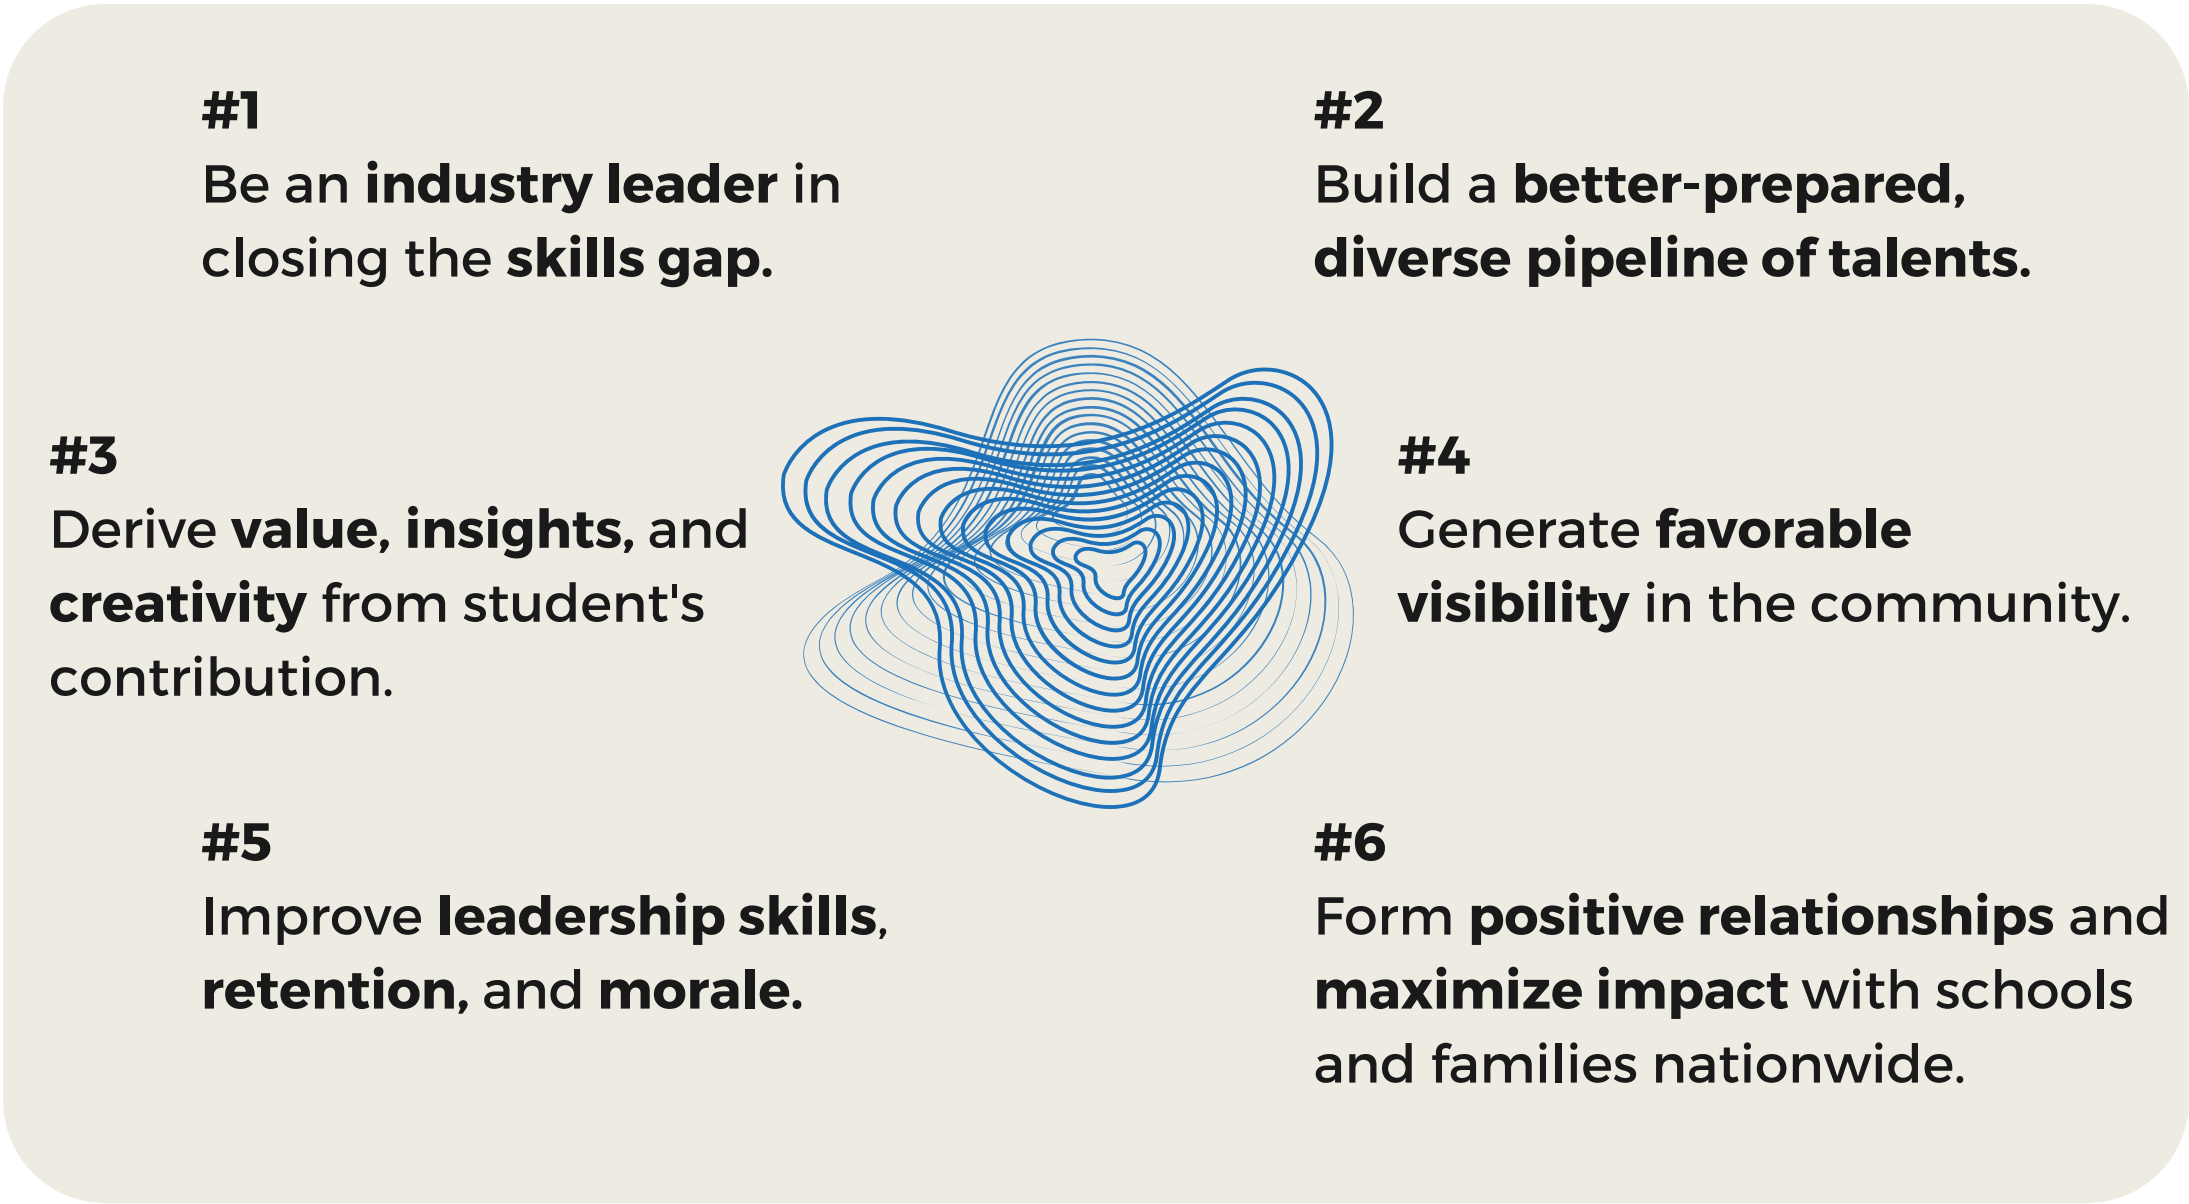 #1
Be an industry leader in
closing the skills gap.
#2
Build a better-prepared,
diverse pipeline of talents.
#3
Derive value, insights, and
creativity from student's
contribution.
#4
Generate favorable
visibility in the community.
#5
Improve leadership skills,
retention, and morale.
#6
Form positive relationships and
maximize impact with schools
and families nationwide.